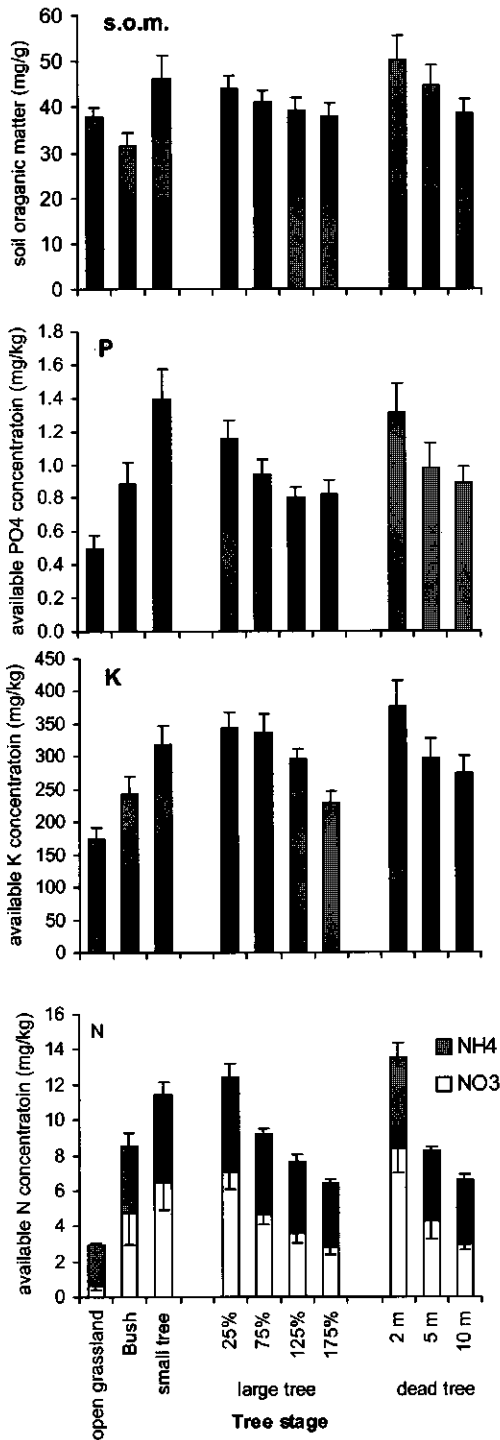 s.o.m.
soil oraganic matter (mg/g)
60
50
40
30
20
10
0
P
available PO4 concentratoin (mg/kg)
1.8
1.6
1.4
1.2
1.0
0.8
0.6
0.4
0.2
0.0
K
available K concentratoin (mg/kg)
450
400
350
300
250
200
150
100
50
0
N
available N concentratoin (mg/kg)
16
14
12
10
8
6
4
2
0
NH4
NO3
open grassland
Bush
small tree
25%
75%
125%
175%
2 m
5 m
10 m
large tree
dead tree
Tree stage